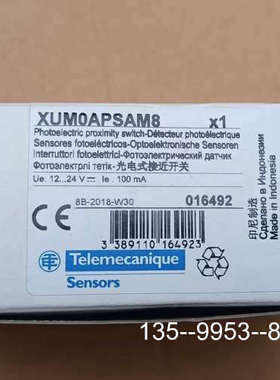 XUM0APSAM8 x1
Photoelectric proximity switch-Détecteur photoélectrique
Sensores fotoeléctricos-Optoelektronische Sensoren
Interruttori fotoelettrici-Фотоэлектрический датчик
Фотоэлектрлі тетік-光电式接近开关
Ue: 12...24 V Ie: 100 mA
CE
8B-2018-W30
016492
3 389110 164923
Telemecanique
Sensors
印尼制造
Сделано в Индонезии
Made in Indonesia
135--9953--8